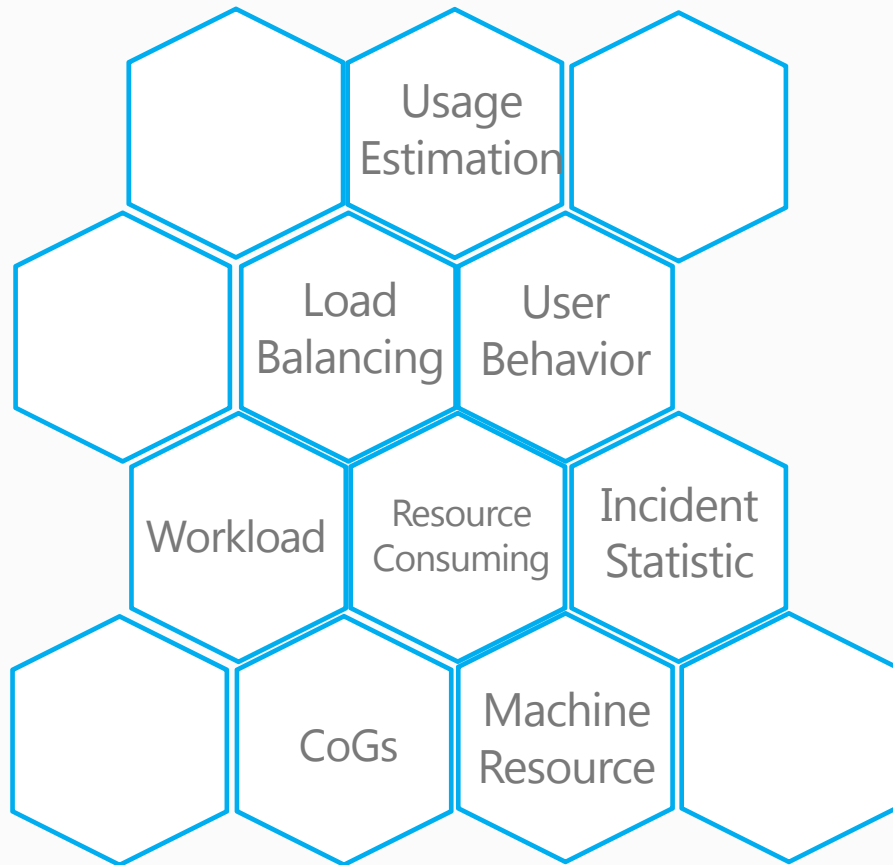 Usage
Estimation
Load
Balancing
User
Behavior
Workload
Resource
Consuming
Incident
Statistic
CoGs
Machine
Resource